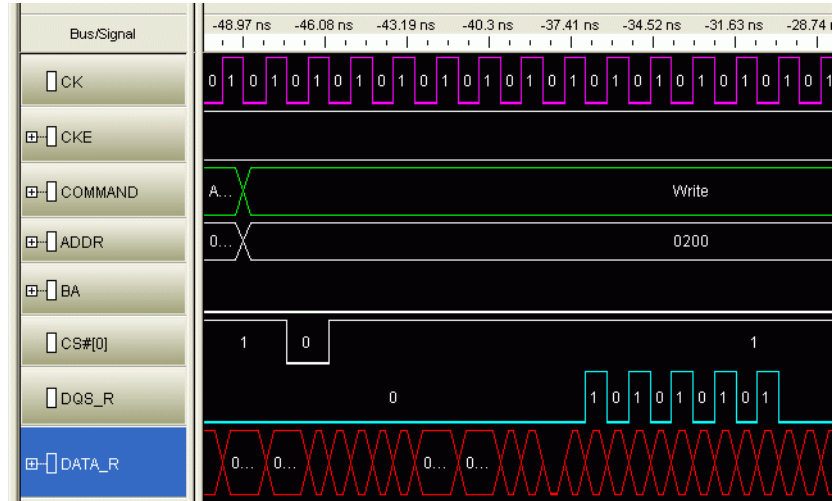 Bus/Signal -48.97 ns -46.08 ns -43.19 ns -40.3 ns -37.41 ns -34.52 ns -31.63 ns -28.74
CK 0 1 0 1 0 1 0 1 0 1 0 1 0 1 0 1 0 1 0 1 0 1 0 1 0 1 0 1 0 1
CKE
COMMAND A... Write
ADDR 0... 0200
BA
CS#[0] 1 0 1
DQS_R 0 1 0 1 0 1 0 1 0 1
DATA_R 0... 0... 0... 0...